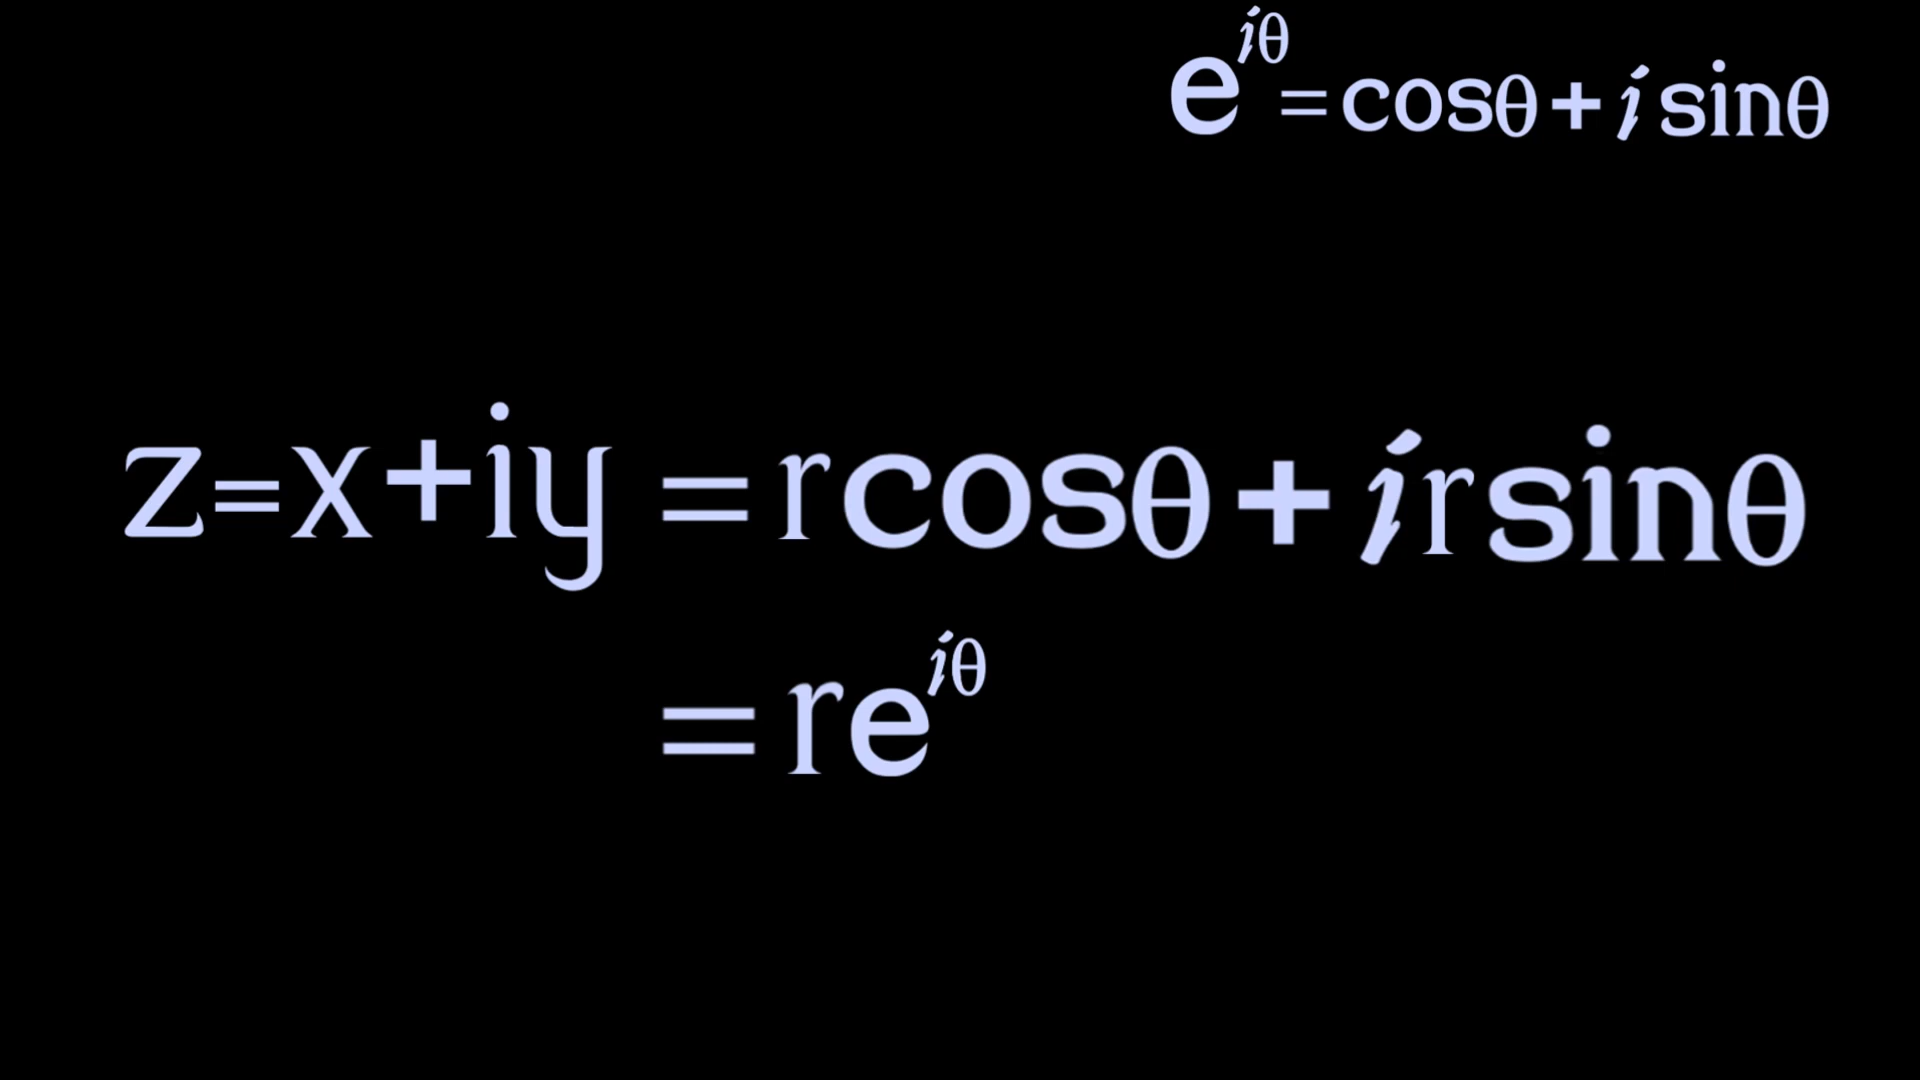 e^{iθ} = cosθ + i sinθ
z = x + iy = rcosθ + irsinθ
= re^{iθ}